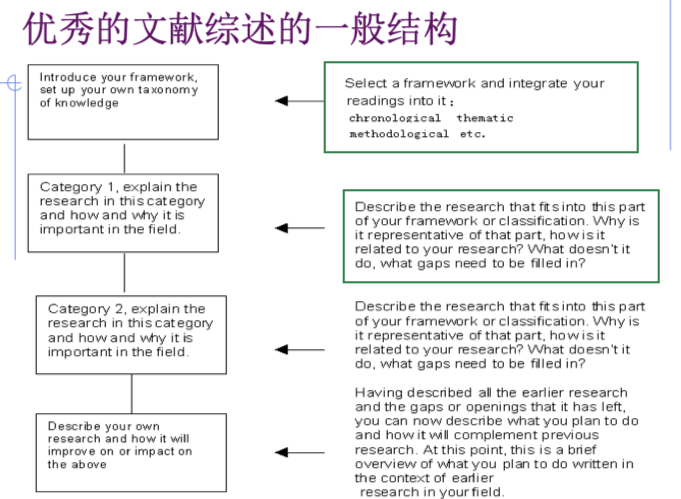 优秀的文献综述的一般结构
Introduce your framework,
set up your own taxonomy
of knowledge
Select a framework and integrate your
readings into it：
chronological thematic
methodological etc.
Category 1, explain the
research in this category
and how and why it is
important in the field.
Describe the research that fits into this part
of your framework or classification. Why is
it representative of that part, how is it
related to your research? What doesn't it
do, what gaps need to be filled in?
Category 2, explain the
research in this category
and how and why it is
important in the field.
Describe the research that fits into this part
of your framework or classification. Why is
it representative of that part, how is it
related to your research? What doesn't it
do, what gaps need to be filled in?
Describe your own
research and how it will
improve on or impact on
the above
Having described all the earlier research
and the gaps or openings that it has left,
you can now describe what you plan to do
and how it will complement previous
research. At this point, this is a brief
overview of what you plan to do written in
the context of earlier
research in your field.